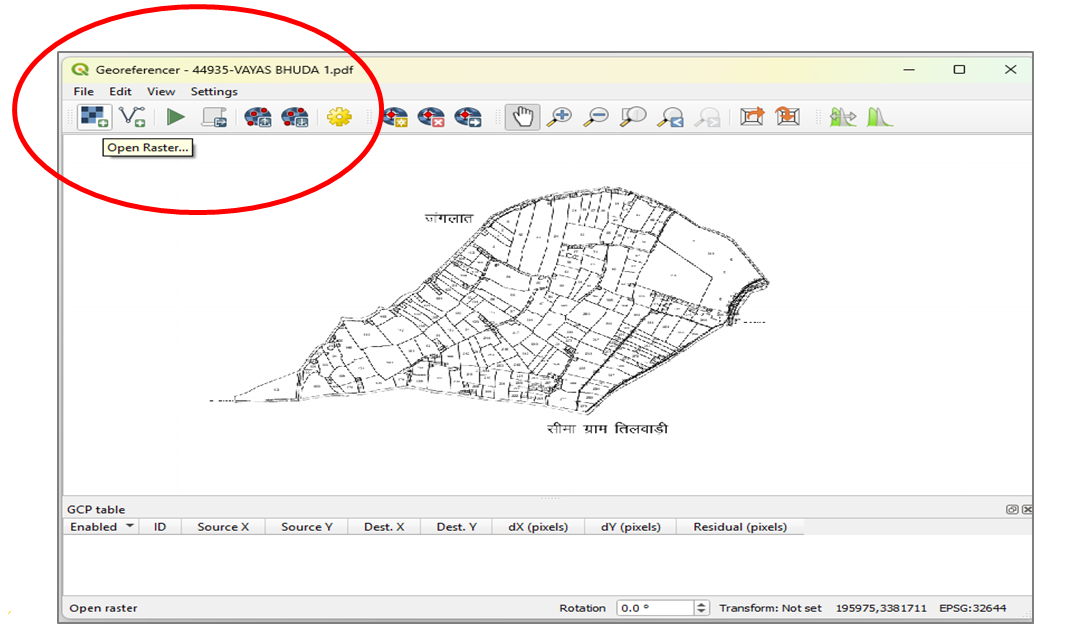 Georeferencer - 44935-VAYAS BHUDA 1.pdf
File Edit View Settings
Open Raster...
जंगलात
सीमा ग्राम तिलवाडी
GCP table
Enabled ID Source X Source Y Dest. X Dest. Y dX (pixels) dY (pixels) Residual (pixels)
Open raster Rotation 0.0 ° Transform: Not set 195975,3381711 EPSG:32644